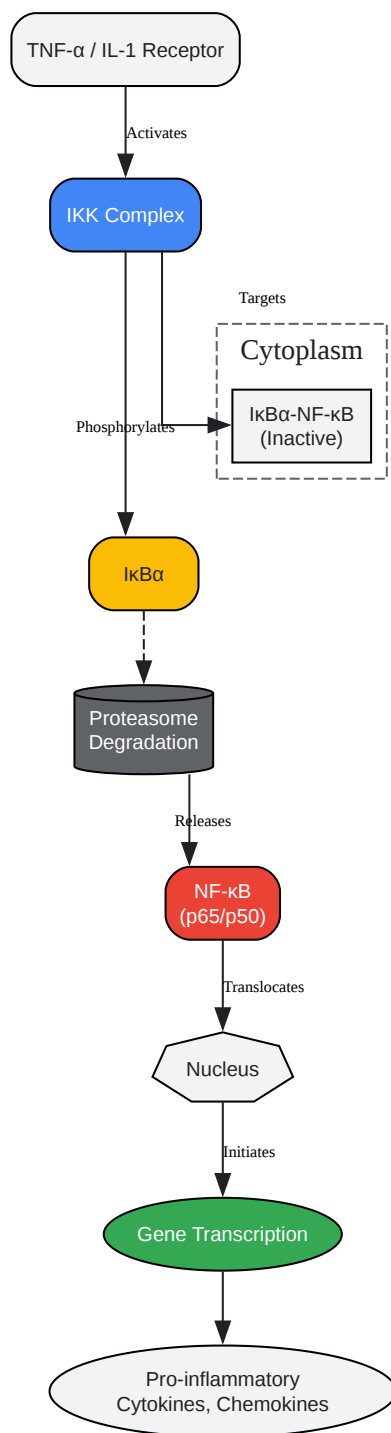 TNF-α / IL-1 Receptor
Activates
IKK Complex
Targets
Cytoplasm
IκBα-NF-κB
(Inactive)
Phosphorylates
IκBα
Proteasome
Degradation
Releases
NF-κB
(p65/p50)
Translocates
Nucleus
Initiates
Gene Transcription
Pro-inflammatory
Cytokines, Chemokines